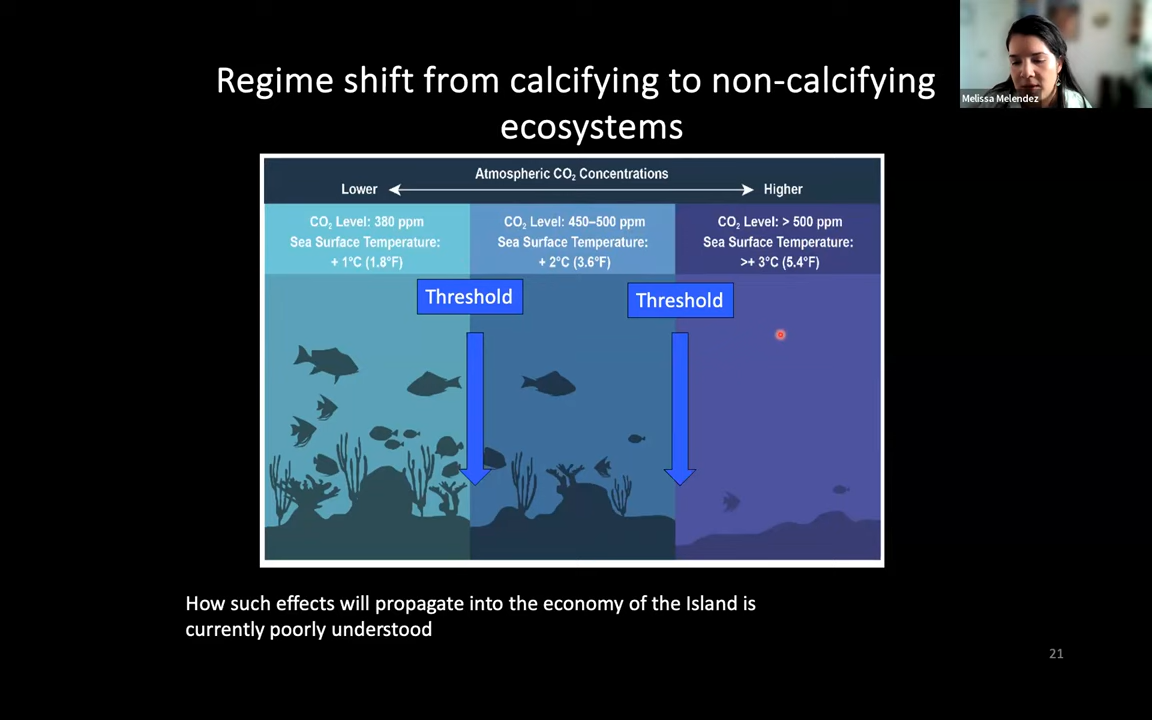 Regime shift from calcifying to non-calcifying
ecosystems
Melissa Melendez
Atmospheric CO₂ Concentrations
Lower Higher
CO₂ Level: 380 ppm
Sea Surface Temperature:
+ 1°C (1.8°F)
CO₂ Level: 450–500 ppm
Sea Surface Temperature:
+ 2°C (3.6°F)
CO₂ Level: > 500 ppm
Sea Surface Temperature:
>+ 3°C (5.4°F)
Threshold
Threshold
How such effects will propagate into the economy of the Island is
currently poorly understood
21